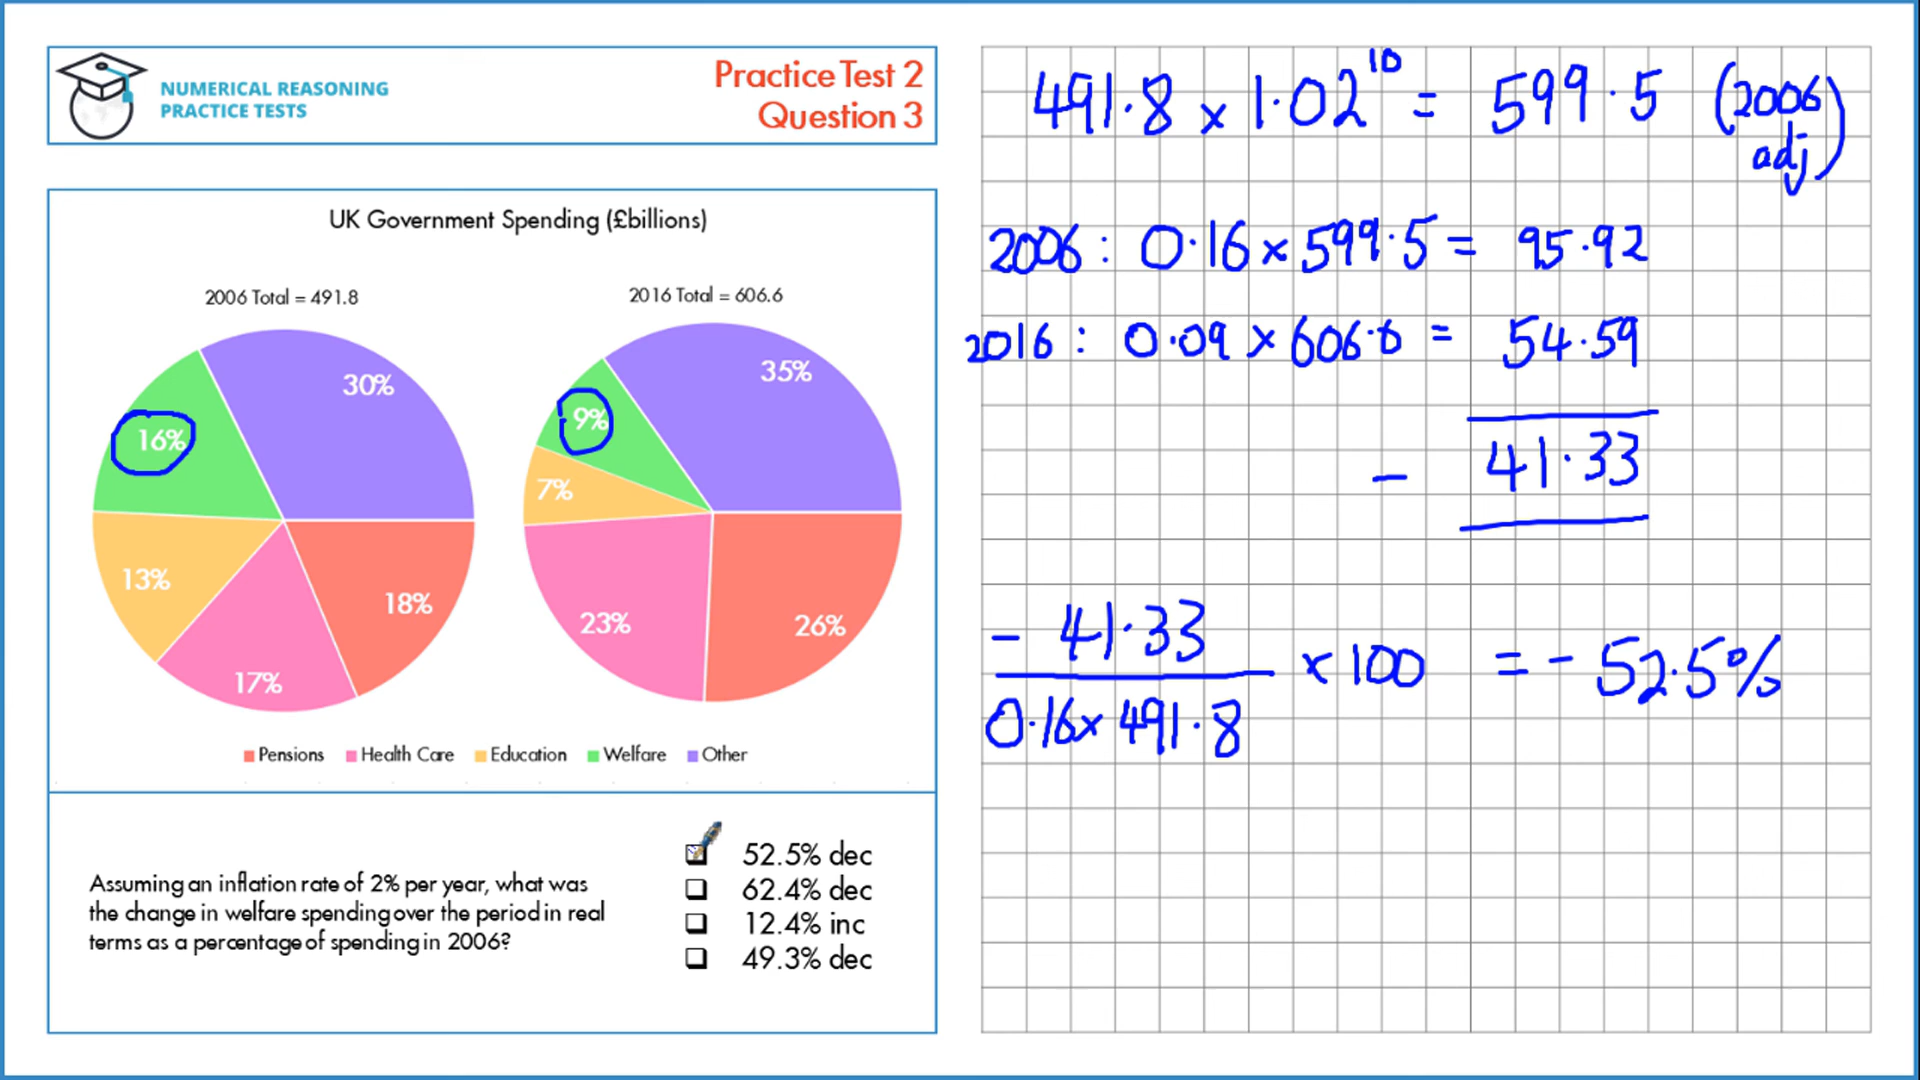 NUMERICAL REASONING
PRACTICE TESTS
Practice Test 2
Question 3
UK Government Spending (£billions)
2006 Total = 491.8
2016 Total = 606.6
30%
16%
13%
17%
18%
35%
9%
7%
23%
26%
Pensions Health Care Education Welfare Other
Assuming an inflation rate of 2% per year, what was
the change in welfare spending over the period in real
terms as a percentage of spending in 2006?
52.5% dec
62.4% dec
12.4% inc
49.3% dec
491.8 × 1.02^10 = 599.5 (2006
adj)
2006: 0.16 × 599.5 = 95.92
2016: 0.09 × 606.6 = 54.59
- 41.33
- 41.33
0.16 × 491.8
× 100 = - 52.5%